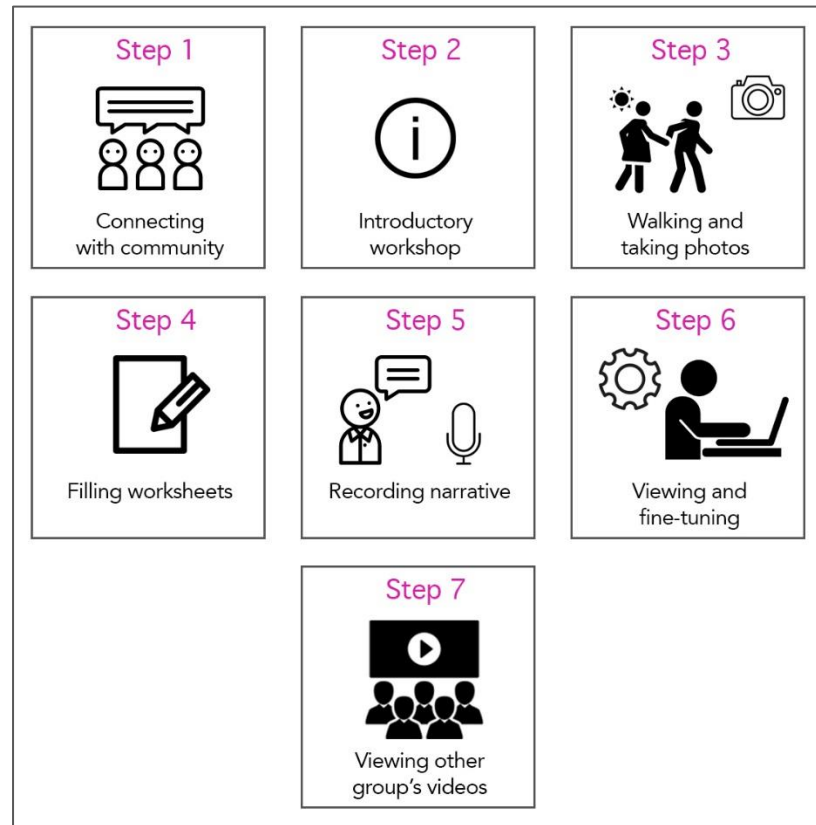 Step 1
Connecting
with community
Step 2
i
Introductory
workshop
Step 3
Walking and
taking photos
Step 4
Filling worksheets
Step 5
Recording narrative
Step 6
Viewing and
fine-tuning
Step 7
Viewing other
group's videos